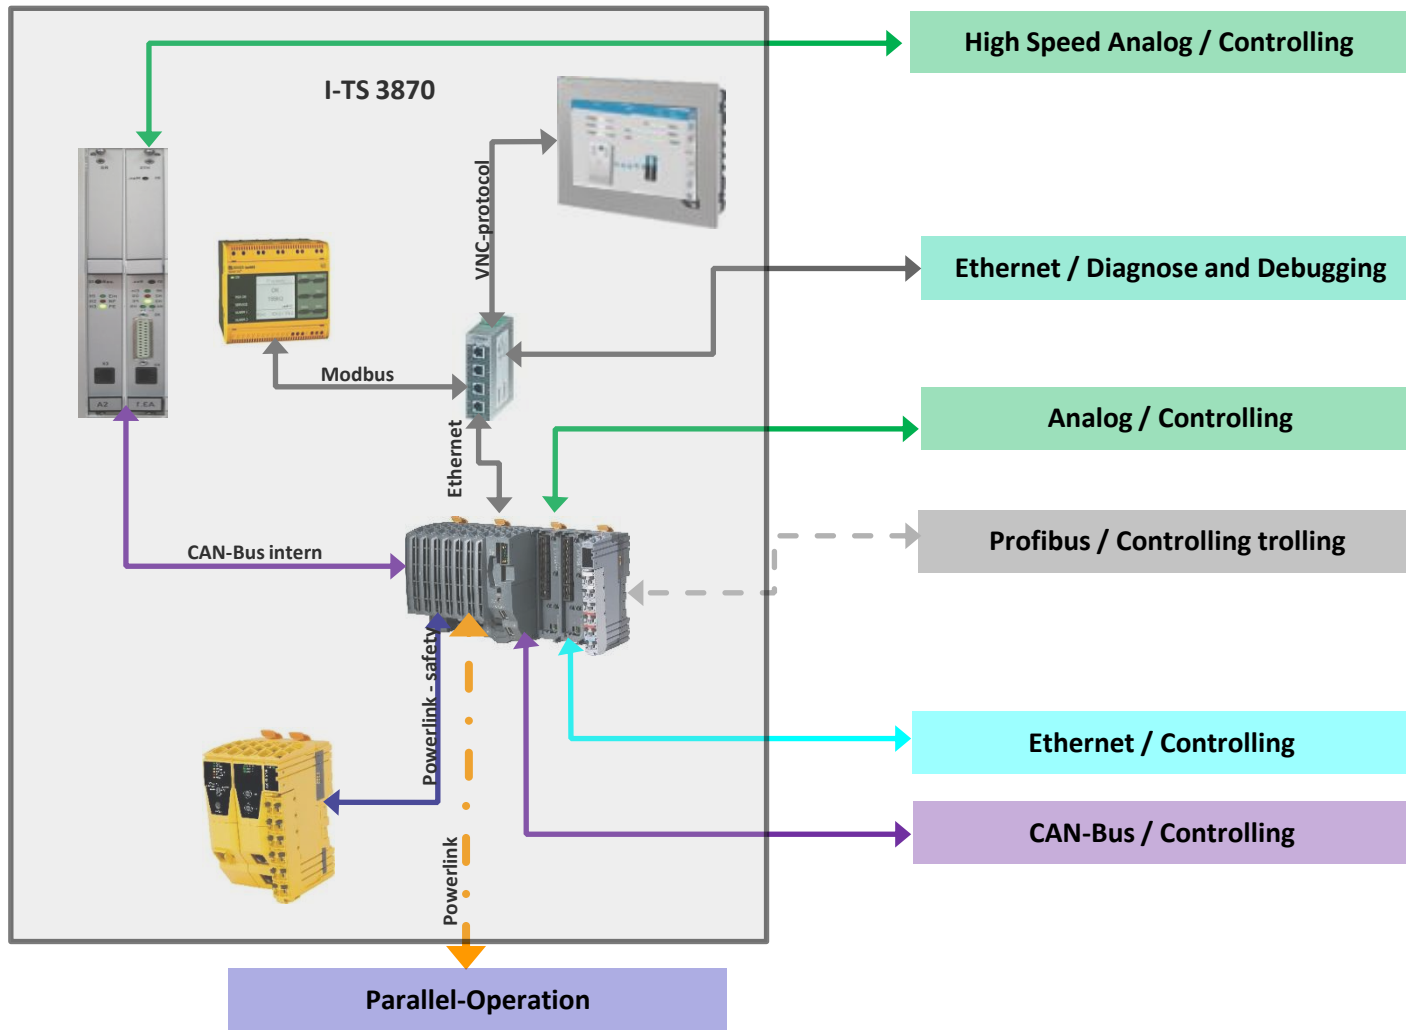 High Speed Analog / Controlling
I-TS 3870
VNC-protocol
Ethernet / Diagnose and Debugging
Modbus
Analog / Controlling
Ethernet
Profibus / Controlling trolling
CAN-Bus intern
Powerlink - safety
Ethernet / Controlling
CAN-Bus / Controlling
Powerlink
Parallel-Operation